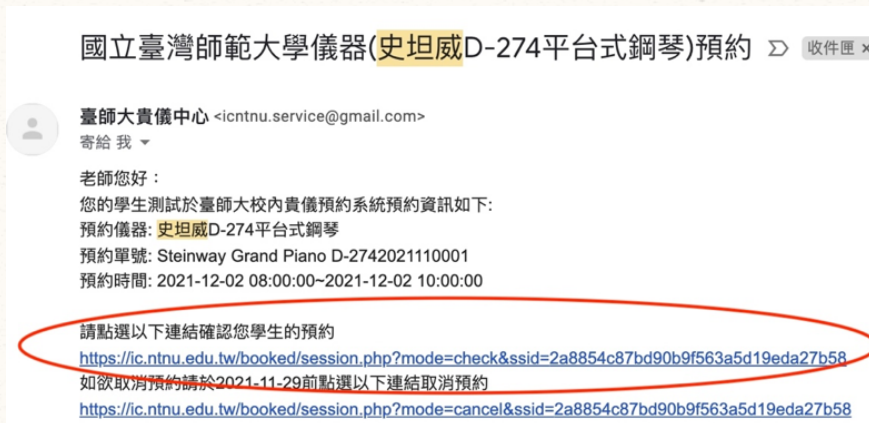 國立臺灣師範大學儀器(史坦威D-274平台式鋼琴)預約 收件匣 ×
臺師大貴儀中心 <icntnu.service@gmail.com>
寄給 我
老師您好：
您的學生測試於臺師大校內貴儀預約系統預約資訊如下:
預約儀器: 史坦威D-274平台式鋼琴
預約單號: Steinway Grand Piano D-2742021110001
預約時間: 2021-12-02 08:00:00~2021-12-02 10:00:00
請點選以下連結確認您學生的預約
https://ic.ntnu.edu.tw/booked/session.php?mode=check&ssid=2a8854c87bd90b9f563a5d19eda27b58
如欲取消預約請於2021-11-29前點選以下連結取消預約
https://ic.ntnu.edu.tw/booked/session.php?mode=cancel&ssid=2a8854c87bd90b9f563a5d19eda27b58